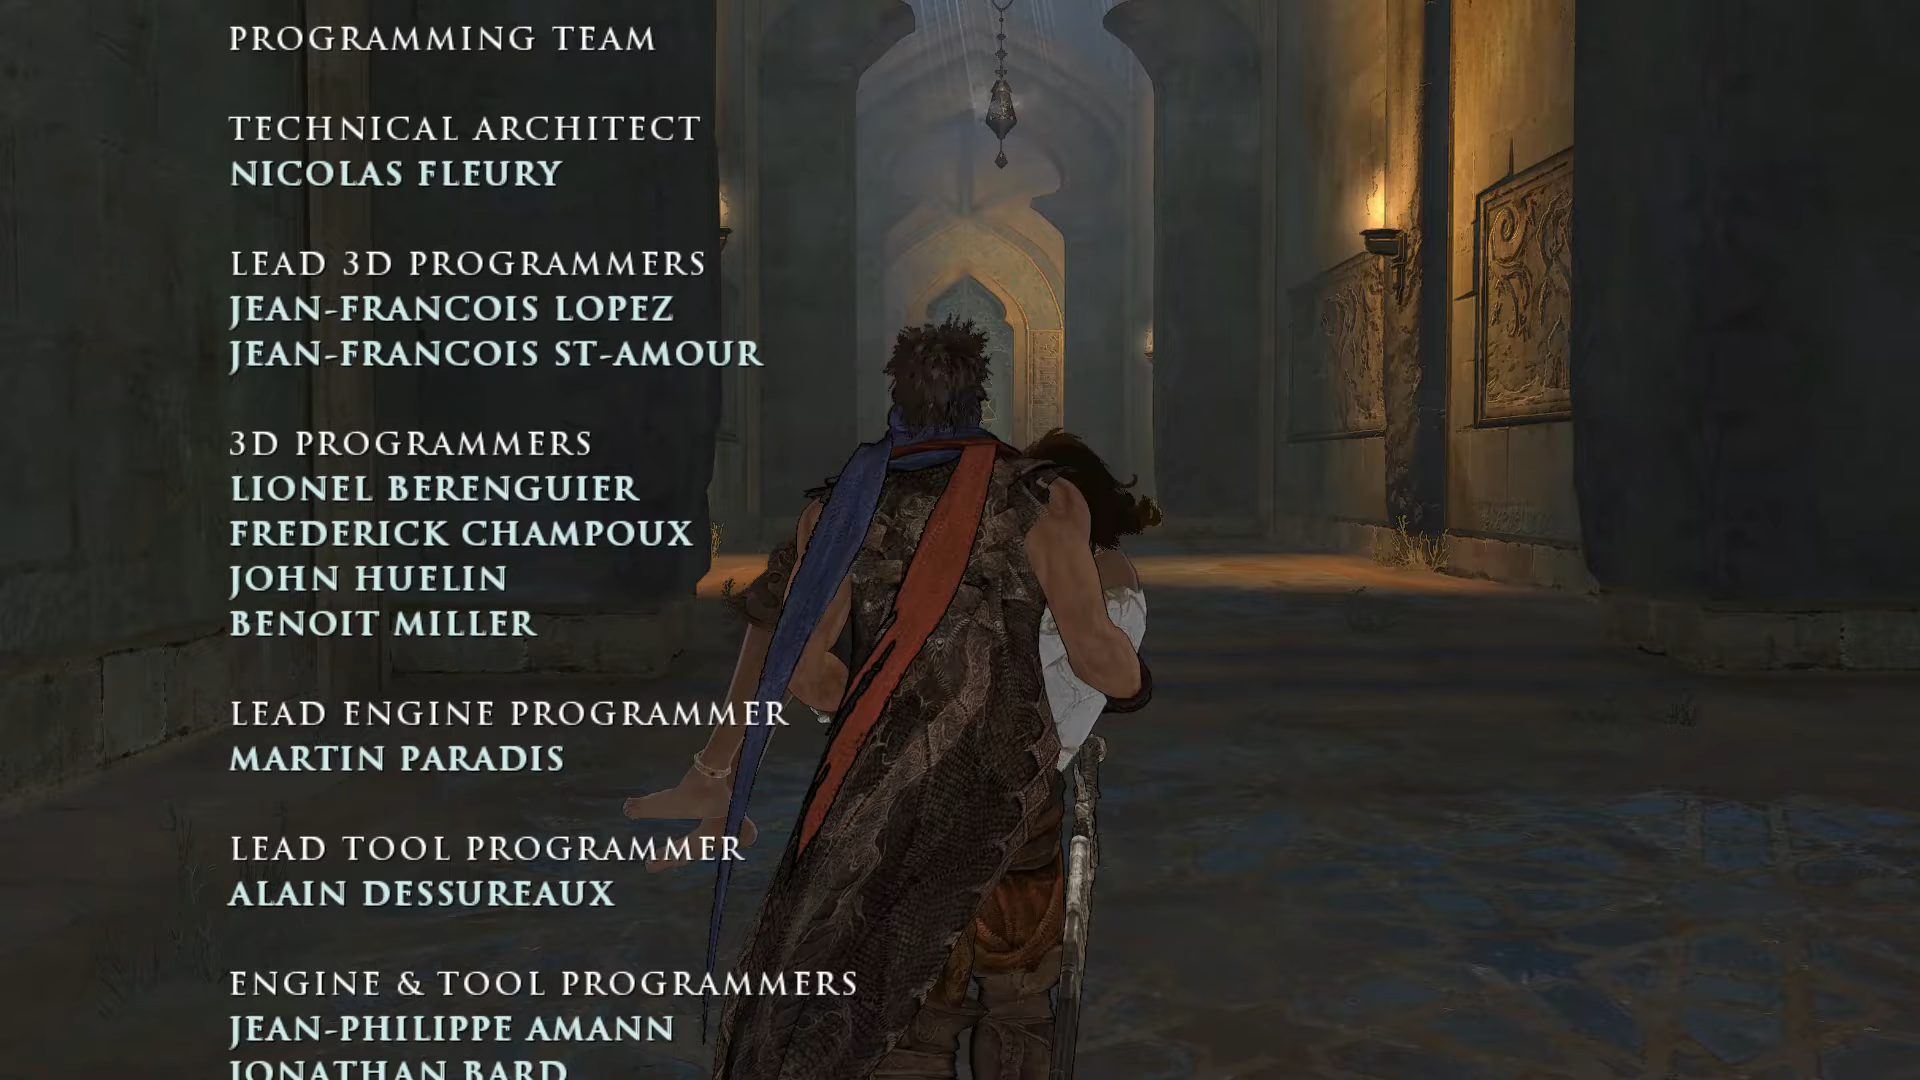 PROGRAMMING TEAM
TECHNICAL ARCHITECT
NICOLAS FLEURY
LEAD 3D PROGRAMMERS
JEAN-FRANCOIS LOPEZ
JEAN-FRANCOIS ST-AMOUR
3D PROGRAMMERS
LIONEL BERENGUIER
FREDERICK CHAMPOUX
JOHN HUELIN
BENOIT MILLER
LEAD ENGINE PROGRAMMER
MARTIN PARADIS
LEAD TOOL PROGRAMMER
ALAIN DESSUREAUX
ENGINE & TOOL PROGRAMMERS
JEAN-PHILIPPE AMANN
JONATHAN BARD